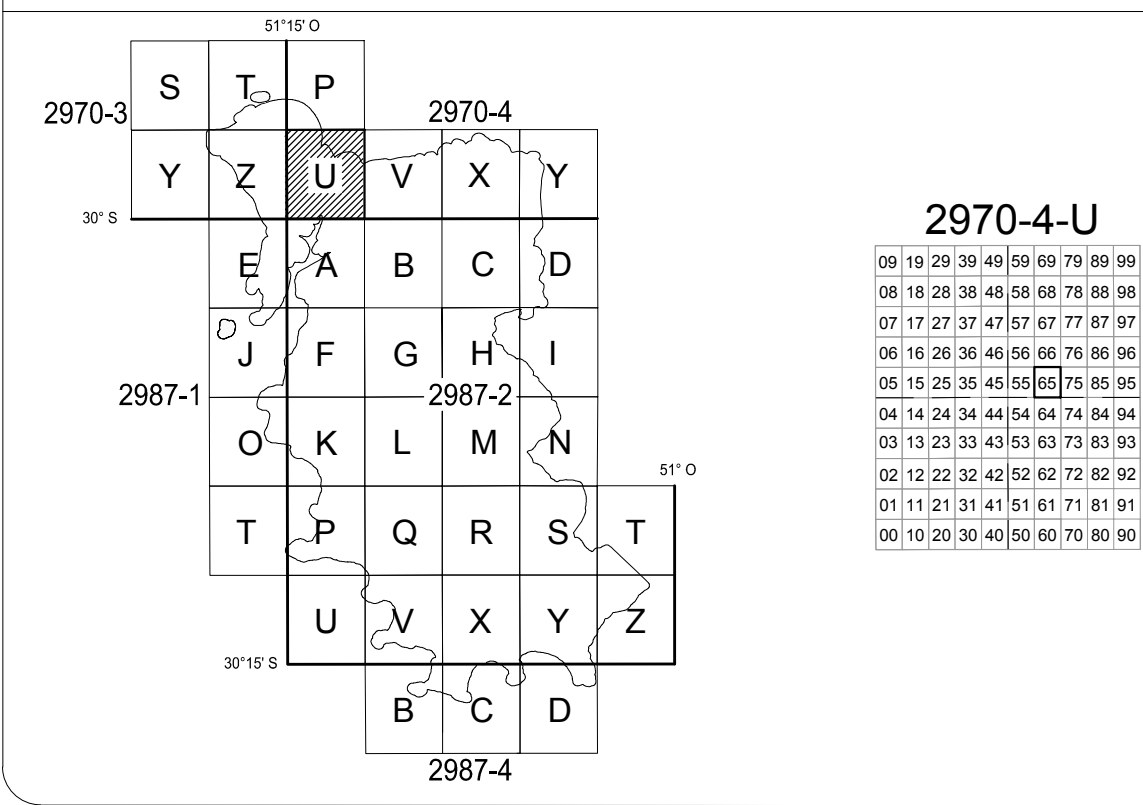 51°15' O
S T P
2970-3 2970-4
Y Z U V X Y
30° S
E A B C D
J F G H I
2987-1 2987-2
O K L M N
51° O
T P Q R S T
U V X Y Z
30°15' S
B C D
2987-4
2970-4-U
09 19 29 39 49 59 69 79 89 99
08 18 28 38 48 58 68 78 88 98
07 17 27 37 47 57 67 77 87 97
06 16 26 36 46 56 66 76 86 96
05 15 25 35 45 55 65 75 85 95
04 14 24 34 44 54 64 74 84 94
03 13 23 33 43 53 63 73 83 93
02 12 22 32 42 52 62 72 82 92
01 11 21 31 41 51 61 71 81 91
00 10 20 30 40 50 60 70 80 90